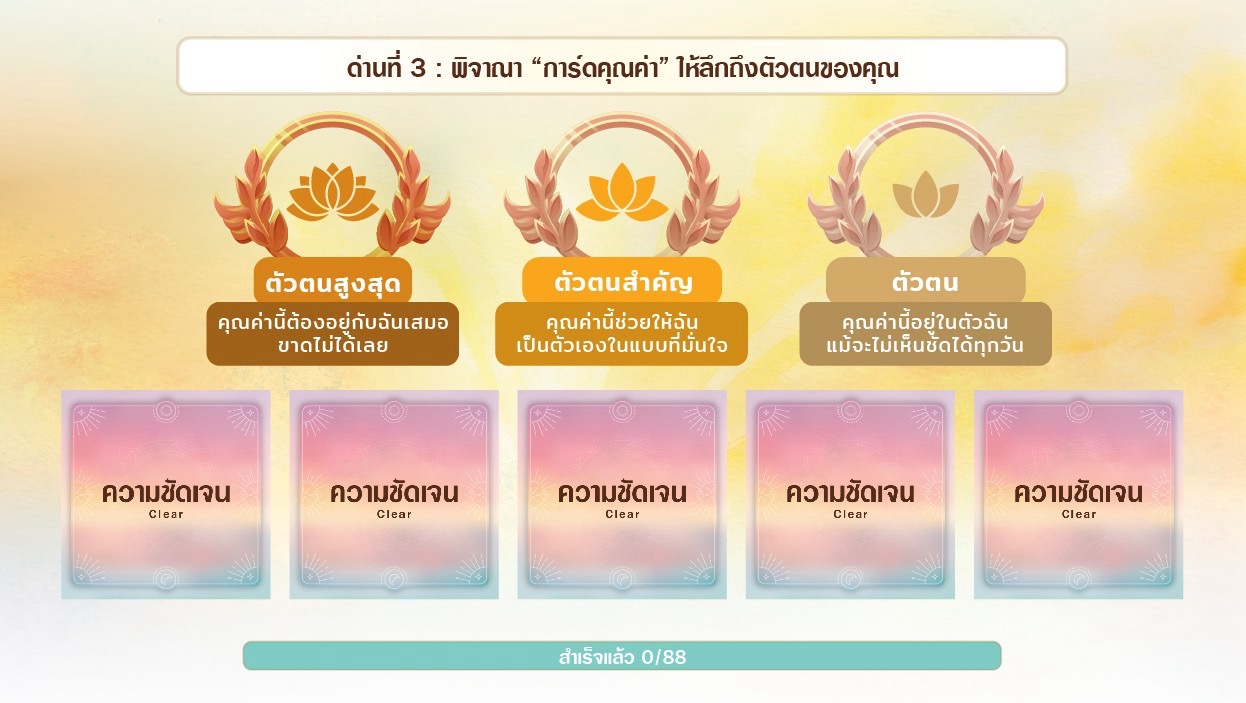 ด่านที่ 3 : พิจาณา “การ์ดคุณค่า” ให้ลึกถึงตัวตนของคุณ
ตัวตนสูงสุด
คุณค่านี้ต้องอยู่กับฉันเสมอ
ขาดไม่ได้เลย
ตัวตนสำคัญ
คุณค่านี้ช่วยให้ฉัน
เป็นตัวเองในแบบที่มั่นใจ
ตัวตน
คุณค่านี้อยู่ในตัวฉัน
แม้จะไม่เห็นชัดได้ทุกวัน
ความชัดเจน
Clear
ความชัดเจน
Clear
ความชัดเจน
Clear
ความชัดเจน
Clear
ความชัดเจน
Clear
สำเร็จแล้ว 0/88